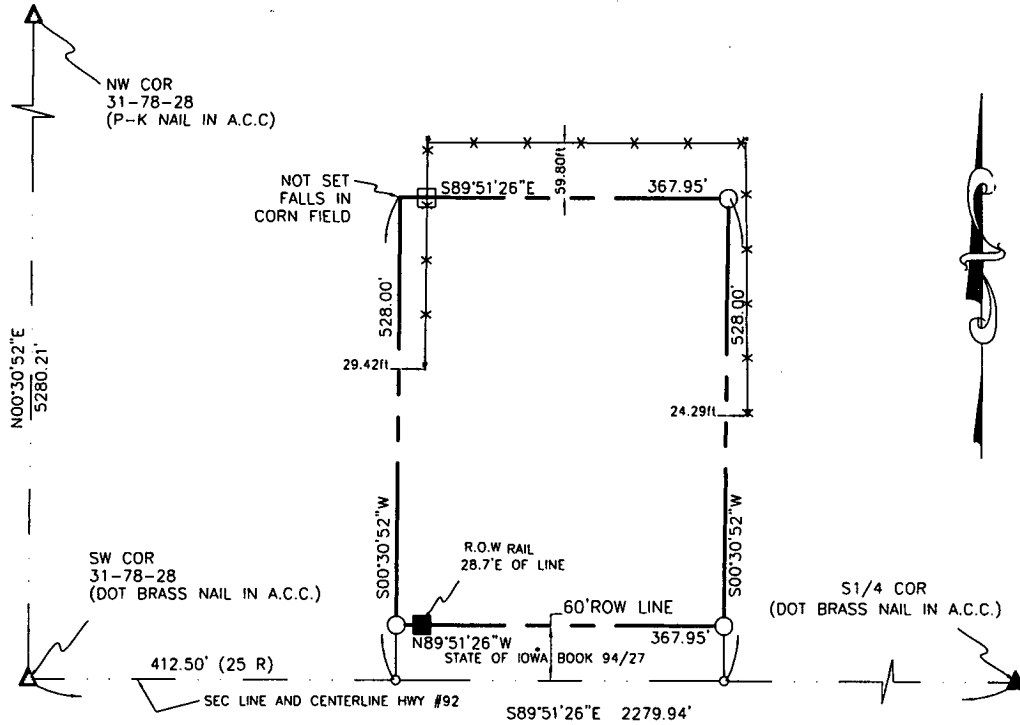 NW COR
31-78-28
(P-K NAIL IN A.C.C)
NOT SET
FALLS IN
CORN FIELD
S89°51'26"E
59.80ft
367.95'
N00°30'52"E
5280.21'
528.00'
528.00'
29.42ft
24.29ft
S00°30'52"W
S00°30'52"W
SW COR
31-78-28
(DOT BRASS NAIL IN A.C.C.)
R.O.W RAIL
28.7'E OF LINE
S1/4 COR
(DOT BRASS NAIL IN A.C.C.)
60'ROW LINE
N89°51'26"W
367.95'
STATE OF IOWA BOOK 94/27
412.50' (25 R)
SEC LINE AND CENTERLINE HWY #92
S89°51'26"E 2279.94'